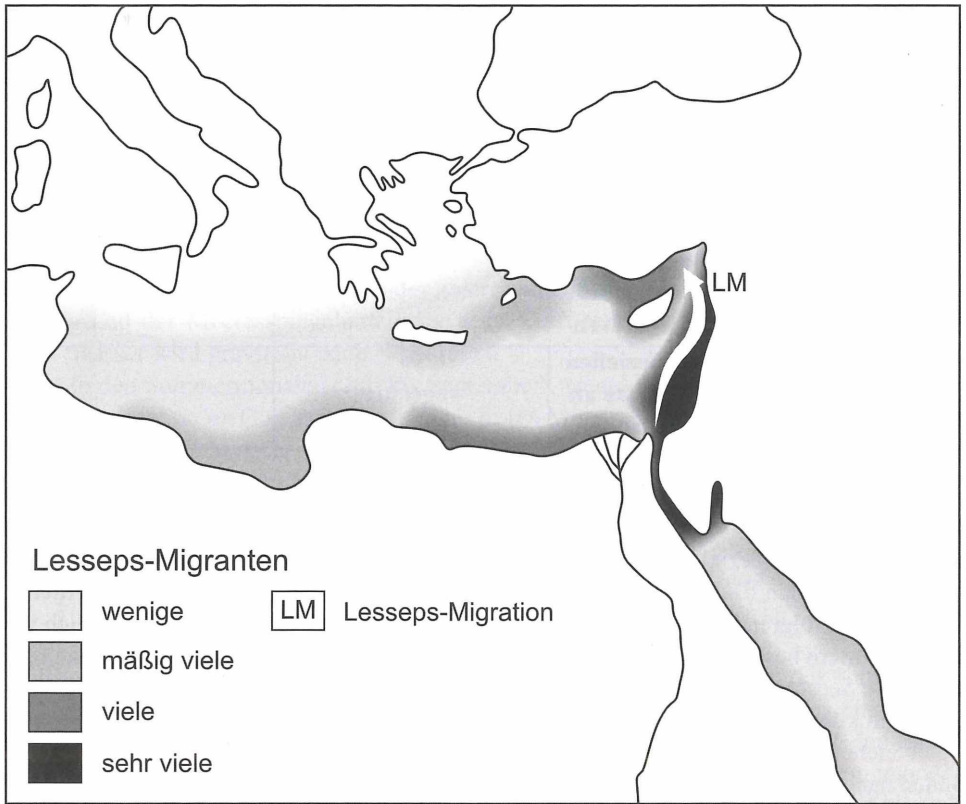 LM
Lesseps-Migranten
wenige
LM Lesseps-Migration
mäßig viele
viele
sehr viele